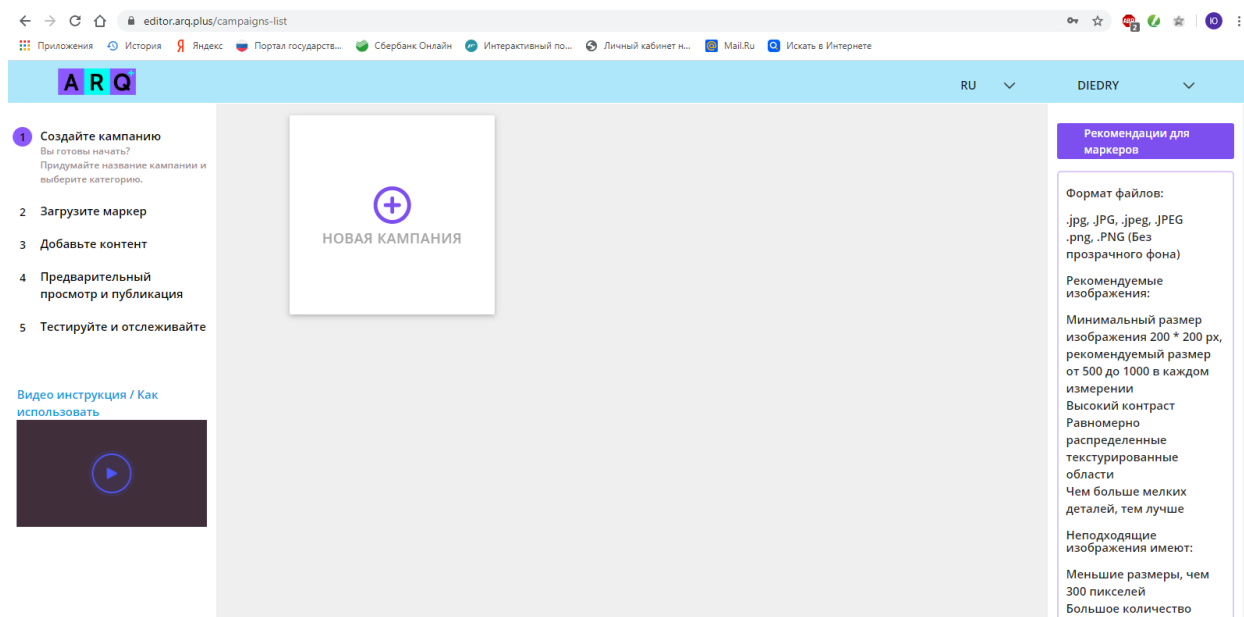 editor.arq.plus/campaigns-list
2
Ю
Приложения История Яндекс Портал государств... Сбербанк Онлайн Интерактивный по... Личный кабинет н... Mail.Ru Искать в Интернете
ARQ+
RU
DIEDRY
1 Создайте кампанию
Вы готовы начать?
Придумайте название кампании и
выберите категорию.
2 Загрузите маркер
3 Добавьте контент
4 Предварительный
просмотр и публикация
5 Тестируйте и отслеживайте
Видео инструкция / Как
использовать
НОВАЯ КАМПАНИЯ
Рекомендации для
маркеров
Формат файлов:
.jpg, .JPG, .jpeg, .JPEG
.png, .PNG (Без
прозрачного фона)
Рекомендуемые
изображения:
Минимальный размер
изображения 200 * 200 px,
рекомендуемый размер
от 500 до 1000 в каждом
измерении
Высокий контраст
Равномерно
распределенные
текстурированные
области
Чем больше мелких
деталей, тем лучше
Неподходящие
изображения имеют:
Меньшие размеры, чем
300 пикселей
Большое количество